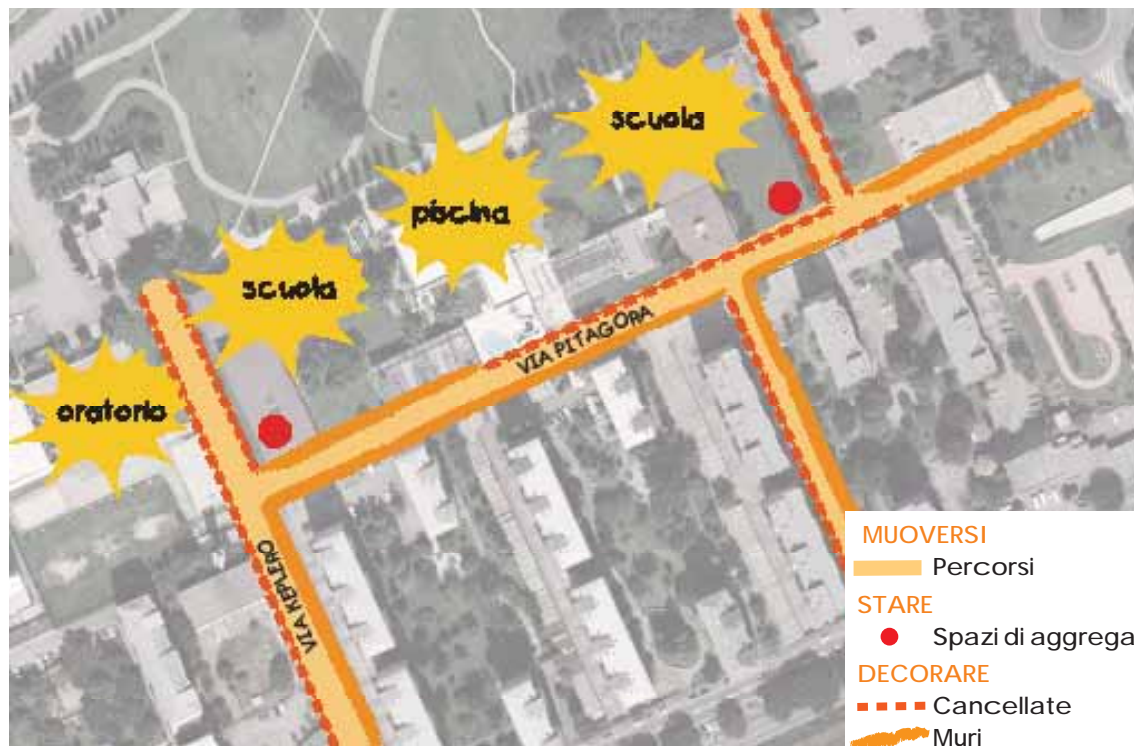 scuola
piscina
scuola
oratorio
VIA PITAGORA
VIA KEPLERO
MUOVERSI
Percorsi
STARE
Spazi di aggrega
DECORARE
Cancellate
Muri